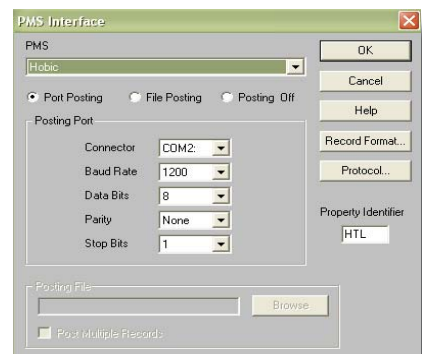 PMS Interface
PMS
Hobic
Port Posting File Posting Posting Off
Posting Port
Connector COM2:
Baud Rate 1200
Data Bits 8
Parity None
Stop Bits 1
OK
Cancel
Help
Record Format...
Protocol...
Property Identifier
HTL
Posting File
Browse
Post Multiple Records